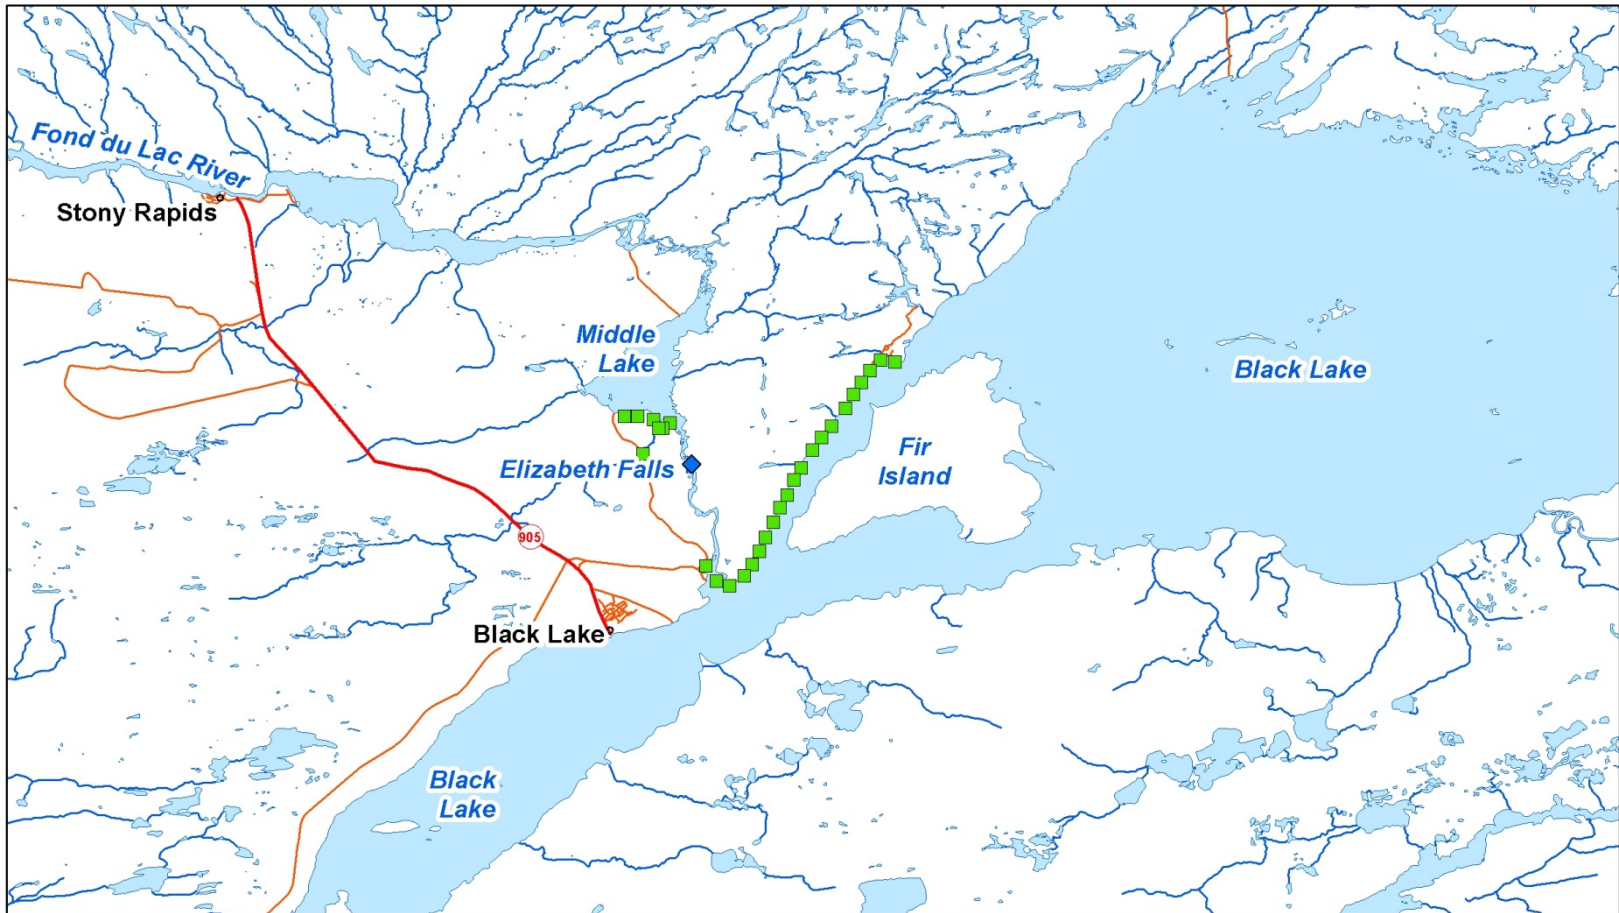 Fond du Lac River
Stony Rapids
Middle
Lake
Black Lake
Fir
Island
Elizabeth Falls
905
Black Lake
Black
Lake